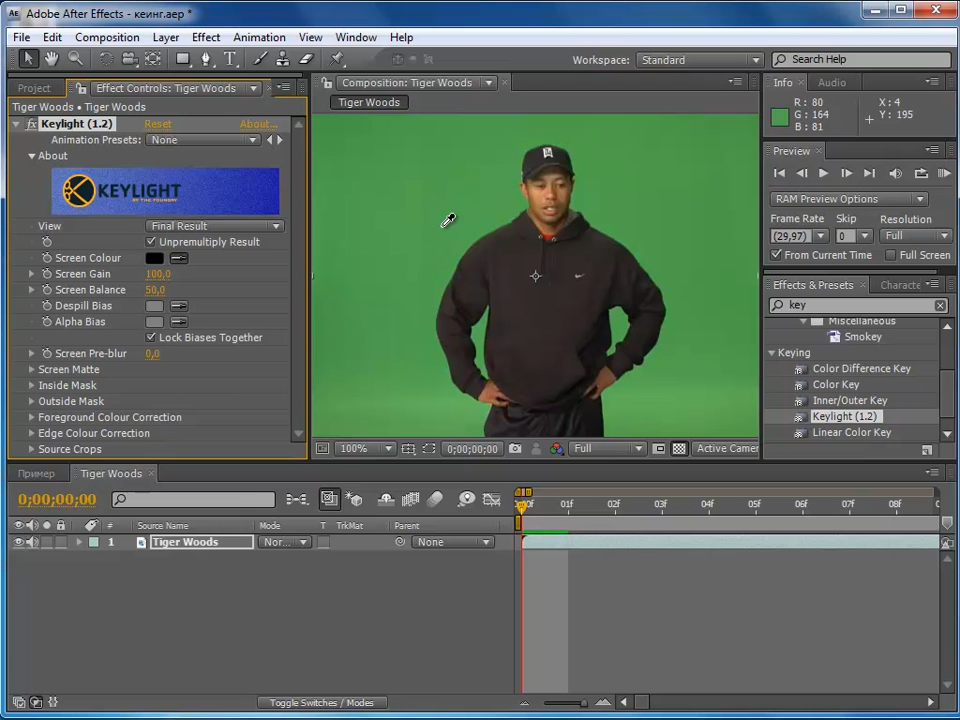 Adobe After Effects - кеинг.aep *
File Edit Composition Layer Effect Animation View Window Help
Workspace: Standard Search Help
Project Effect Controls: Tiger Woods
Composition: Tiger Woods
Info Audio
Tiger Woods • Tiger Woods
Tiger Woods
R : 80 X : 4
G : 164 Y : 195
B : 81
fx Keylight (1.2) Reset About...
Animation Presets: None
About
KEYLIGHT
BY THE FOUNDRY
View Final Result
Unpremultiply Result
Screen Colour
Screen Gain 100,0
Screen Balance 50,0
Despill Bias
Alpha Bias
Lock Biases Together
Screen Pre-blur 0,0
Screen Matte
Inside Mask
Outside Mask
Foreground Colour Correction
Edge Colour Correction
Source Crops
Preview
RAM Preview Options
Frame Rate Skip Resolution
(29,97) 0 Full
From Current Time Full Screen
Effects & Presets Characte
key
Miscellaneous
Smokey
Keying
Color Difference Key
Color Key
Inner/Outer Key
Keylight (1.2)
Linear Color Key
100% 0;00;00;00 Full Active Camer
Пример Tiger Woods
0;00;00;00
01f 02f 03f 04f 05f 06f 07f 08f
# Source Name Mode T TrkMat Parent
1 Tiger Woods Nor... None
Toggle Switches / Modes